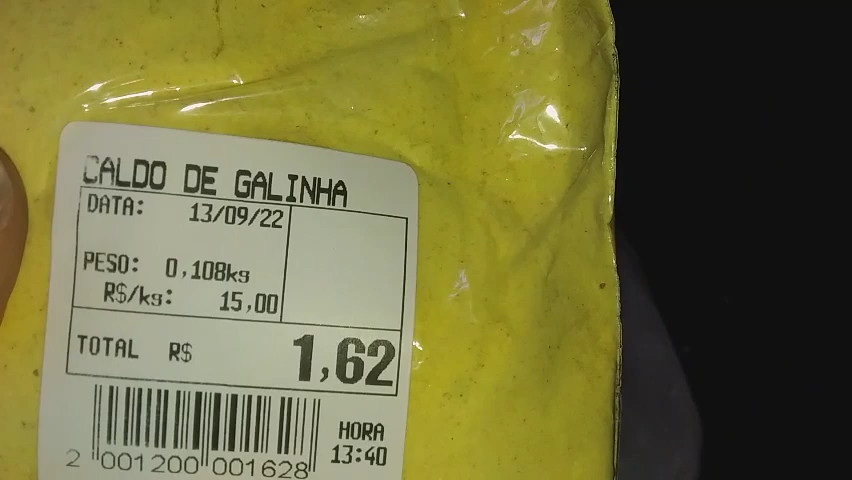 CALDO DE GALINHA
DATA: 13/09/22
PESO: 0,108kg
R$/kg: 15,00
TOTAL R$ 1,62
HORA
13:40
2 001200 001628